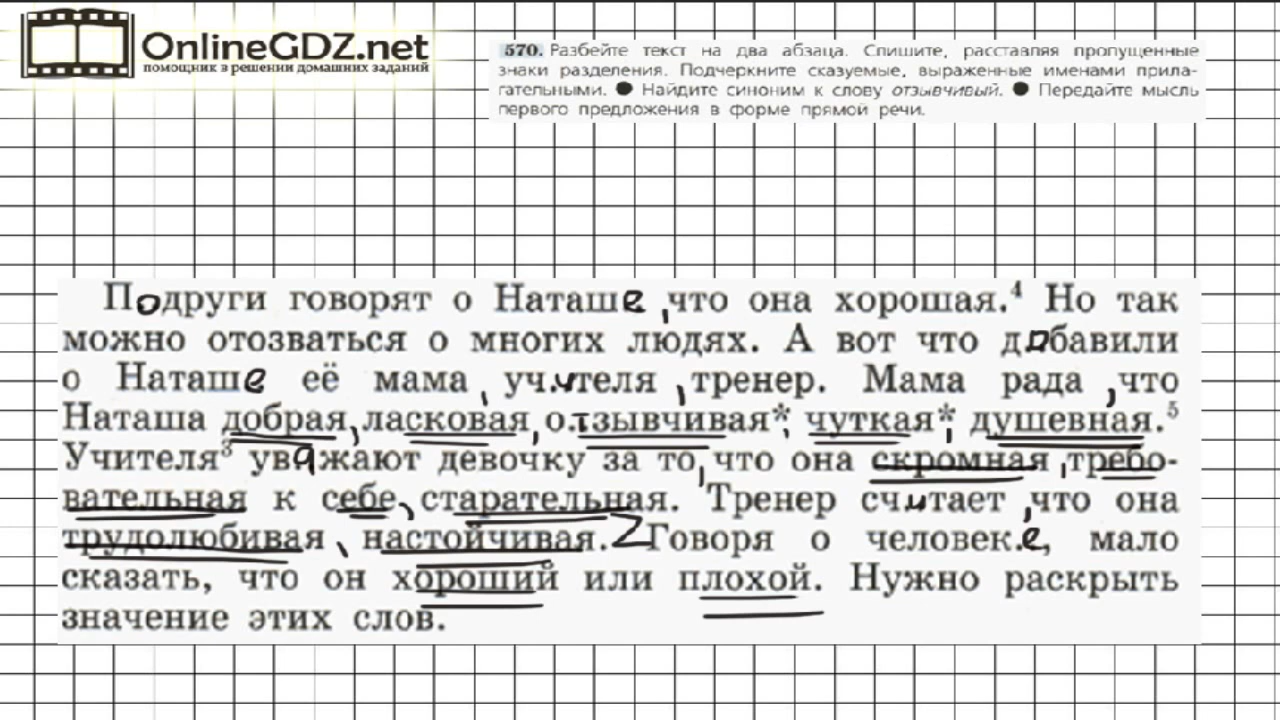 OnlineGDZ.net
помощник в решении домашних заданий
570. Разбейте текст на два абзаца. Спишите, расставляя пропущенные
знаки разделения. Подчеркните сказуемые, выраженные именами прила-
гательными. ● Найдите синоним к слову отзывчивый. ● Передайте мысль
первого предложения в форме прямой речи.
Подруги говорят о Наташе, что она хорошая.⁴ Но так
можно отозваться о многих людях. А вот что добавили
о Наташе её мама, учителя, тренер. Мама рада, что
Наташа добрая, ласковая, отзывчивая*, чуткая*, душевная.⁵
Учителя³ уважают девочку за то, что она скромная, требо-
вательная к себе, старательная. Тренер считает, что она
трудолюбивая, настойчивая. Z Говоря о человеке, мало
сказать, что он хороший или плохой. Нужно раскрыть
значение этих слов.